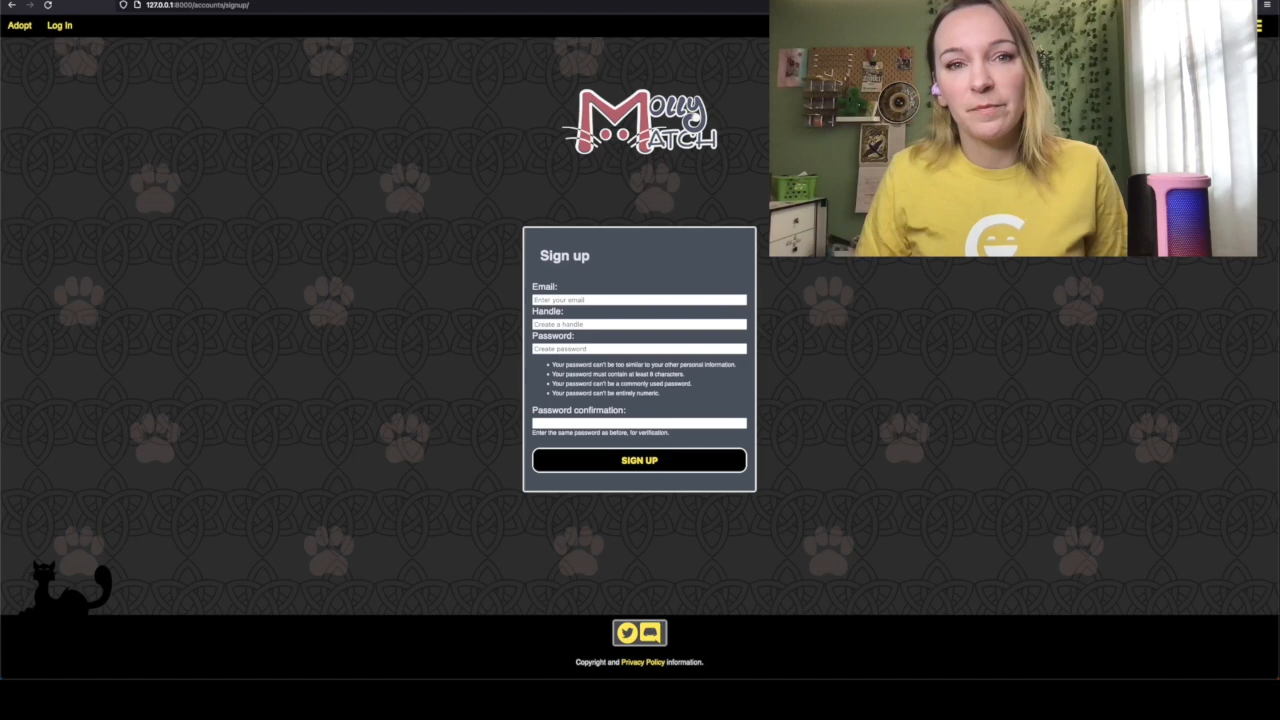 127.0.0.1:8000/accounts/signup/
Adopt Log In
Molly
Match
Sign up
Email:
Enter your email
Handle:
Create a handle
Password:
Create password
• Your password can't be too similar to your other personal information.
• Your password must contain at least 8 characters.
• Your password can't be a commonly used password.
• Your password can't be entirely numeric.
Password confirmation:
Enter the same password as before, for verification.
SIGN UP
Copyright and Privacy Policy information.